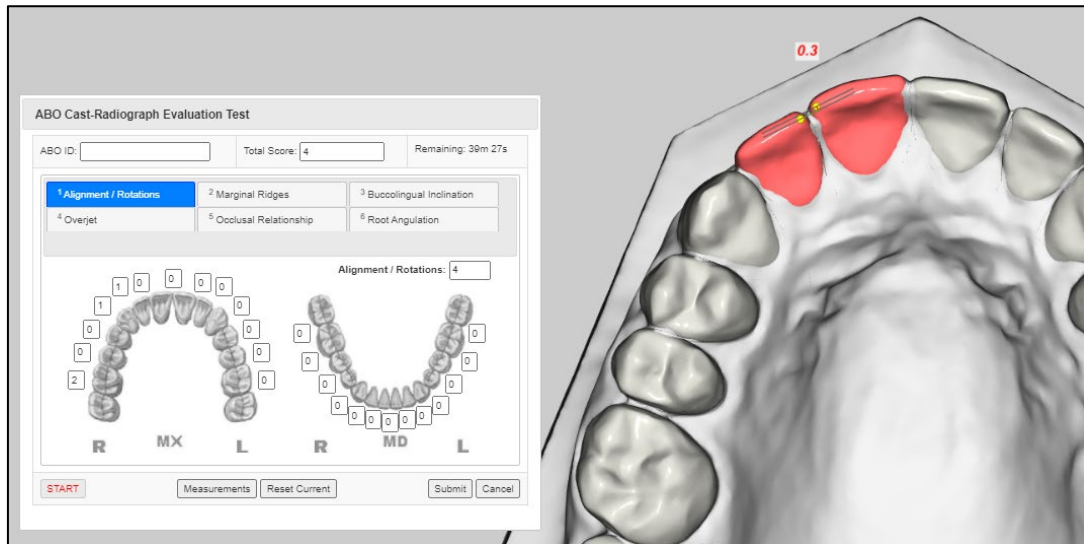 0.3
ABO Cast-Radiograph Evaluation Test
ABO ID: Total Score: 4 Remaining: 39m 27s
1 Alignment / Rotations 2 Marginal Ridges 3 Buccolingual Inclination
4 Overjet 5 Occlusal Relationship 6 Root Angulation
Alignment / Rotations: 4
1 0 0 0 0
1 0
0 0 0 0
0 0 0 0
2 0 0 0
0 0 0 0 0 0 0 0
R MX L R MD L
START Measurements Reset Current Submit Cancel